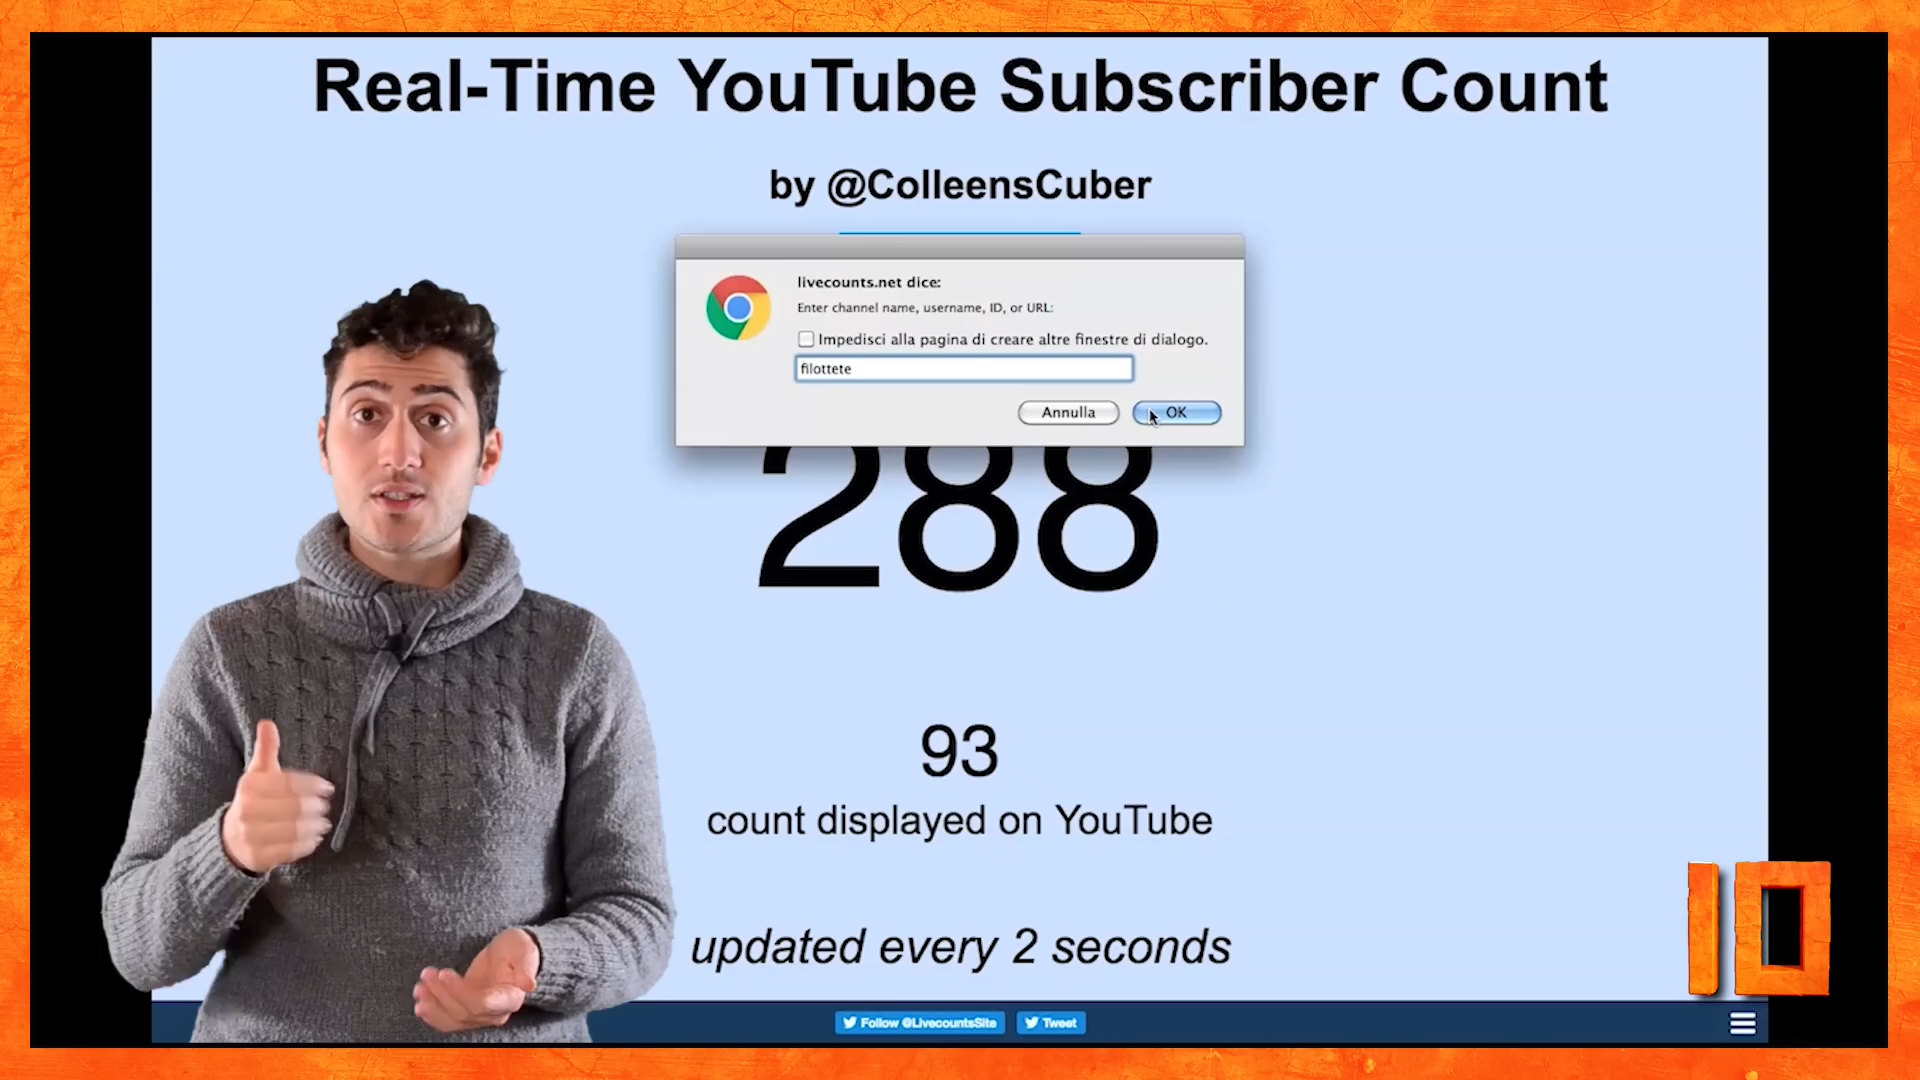 Real-Time YouTube Subscriber Count
by @ColleensCuber
livecounts.net dice:
Enter channel name, username, ID, or URL:
Impedisci alla pagina di creare altre finestre di dialogo.
filottete
Annulla
OK
288
93
count displayed on YouTube
updated every 2 seconds
10
Follow @LivecountsSite
Tweet